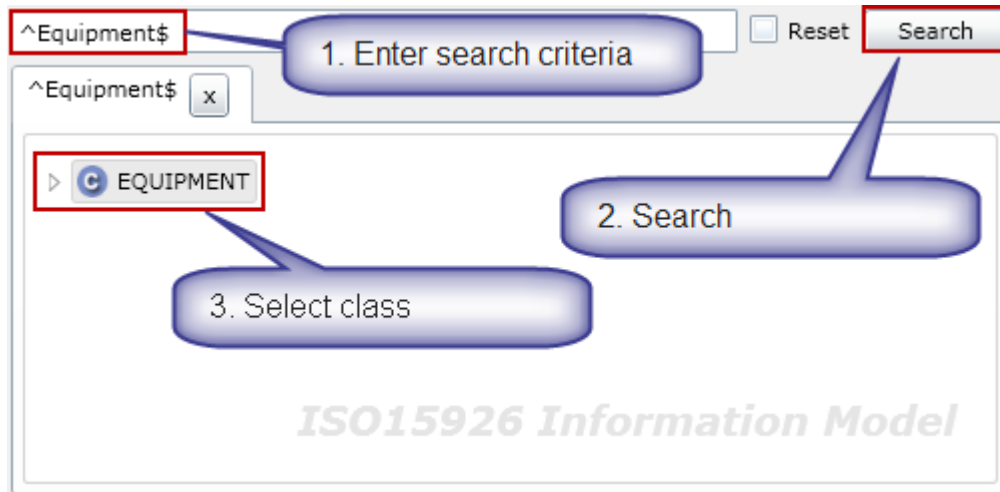 ^Equipment$
1. Enter search criteria
Reset
Search
^Equipment$ x
C EQUIPMENT
2. Search
3. Select class
ISO15926 Information Model